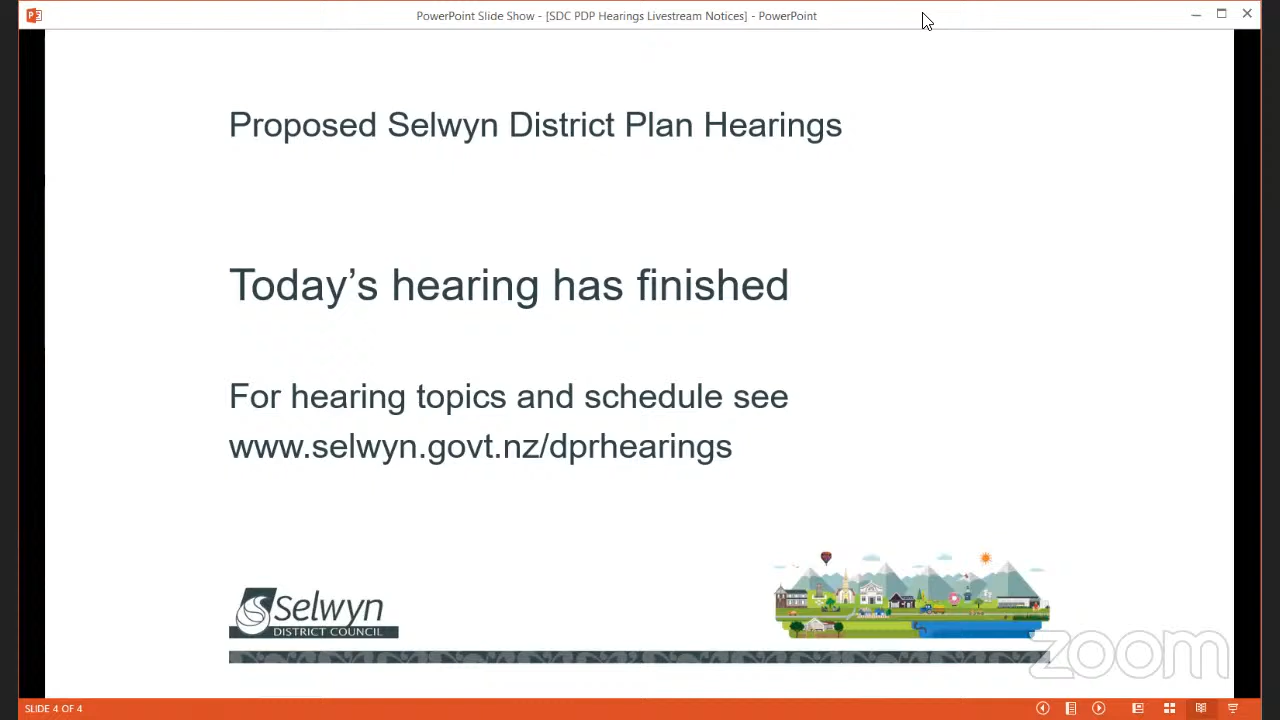 PowerPoint Slide Show - [SDC PDP Hearings Livestream Notices] - PowerPoint
Proposed Selwyn District Plan Hearings
Today’s hearing has finished
For hearing topics and schedule see
www.selwyn.govt.nz/dprhearings
Selwyn
DISTRICT COUNCIL
zoom
SLIDE 4 OF 4